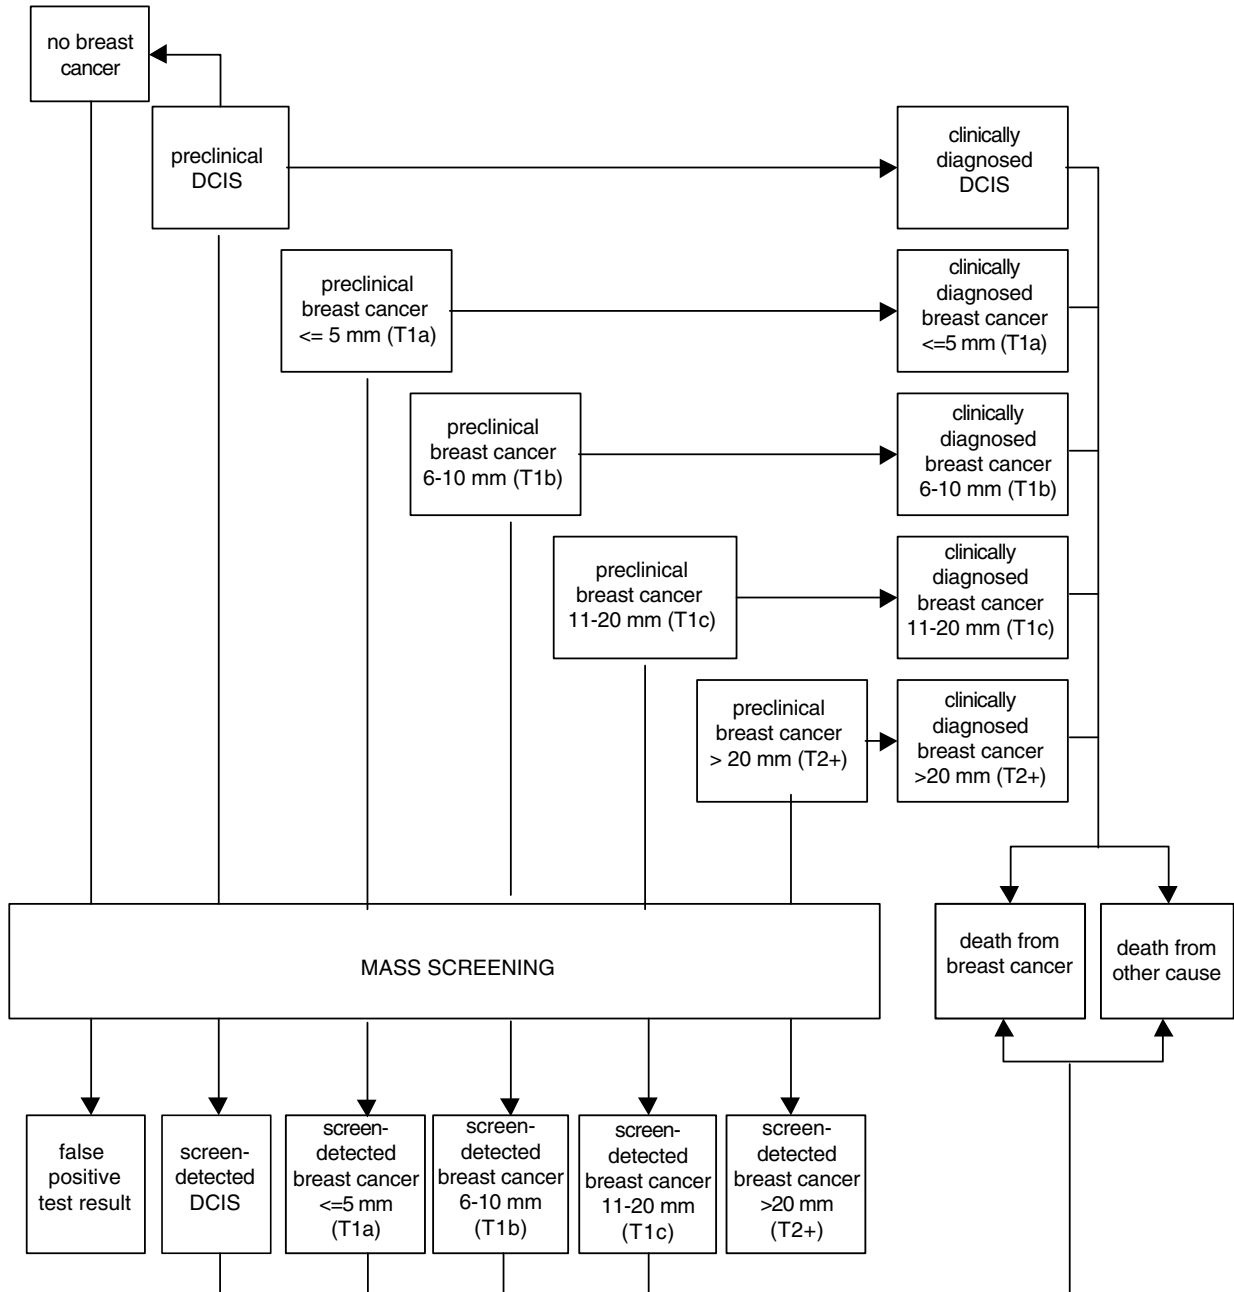 no breast
cancer
preclinical
DCIS
clinically
diagnosed
DCIS
preclinical
breast cancer
<= 5 mm (T1a)
clinically
diagnosed
breast cancer
<=5 mm (T1a)
preclinical
breast cancer
6-10 mm (T1b)
clinically
diagnosed
breast cancer
6-10 mm (T1b)
preclinical
breast cancer
11-20 mm (T1c)
clinically
diagnosed
breast cancer
11-20 mm (T1c)
preclinical
breast cancer
> 20 mm (T2+)
clinically
diagnosed
breast cancer
>20 mm (T2+)
MASS SCREENING
death from
breast cancer
death from
other cause
false
positive
test result
screen-
detected
DCIS
screen-
detected
breast cancer
<=5 mm
(T1a)
screen-
detected
breast cancer
6-10 mm
(T1b)
screen-
detected
breast cancer
11-20 mm
(T1c)
screen-
detected
breast cancer
>20 mm
(T2+)